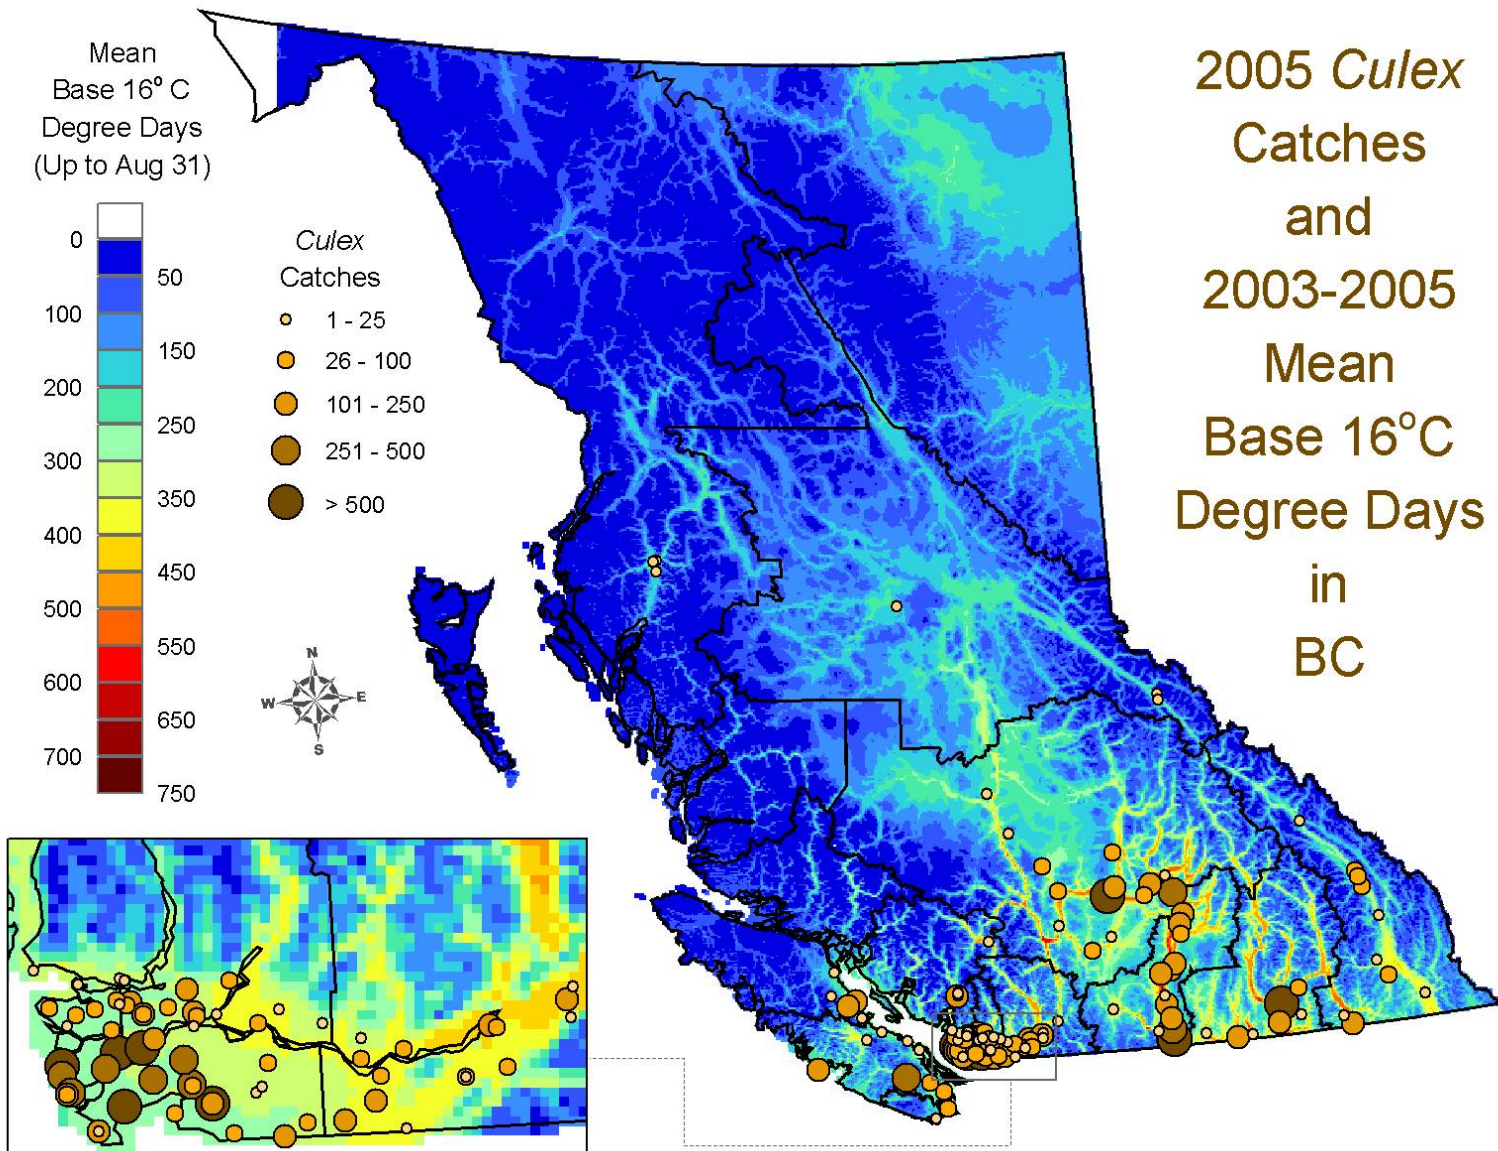 2005 Culex
Catches
and
2003-2005
Mean
Base 16°C
Degree Days
in
BC
Mean
Base 16° C
Degree Days
(Up to Aug 31)
0
50
100
150
200
250
300
350
400
450
500
550
600
650
700
750
Culex
Catches
1 - 25
26 - 100
101 - 250
251 - 500
> 500
N
W
E
S